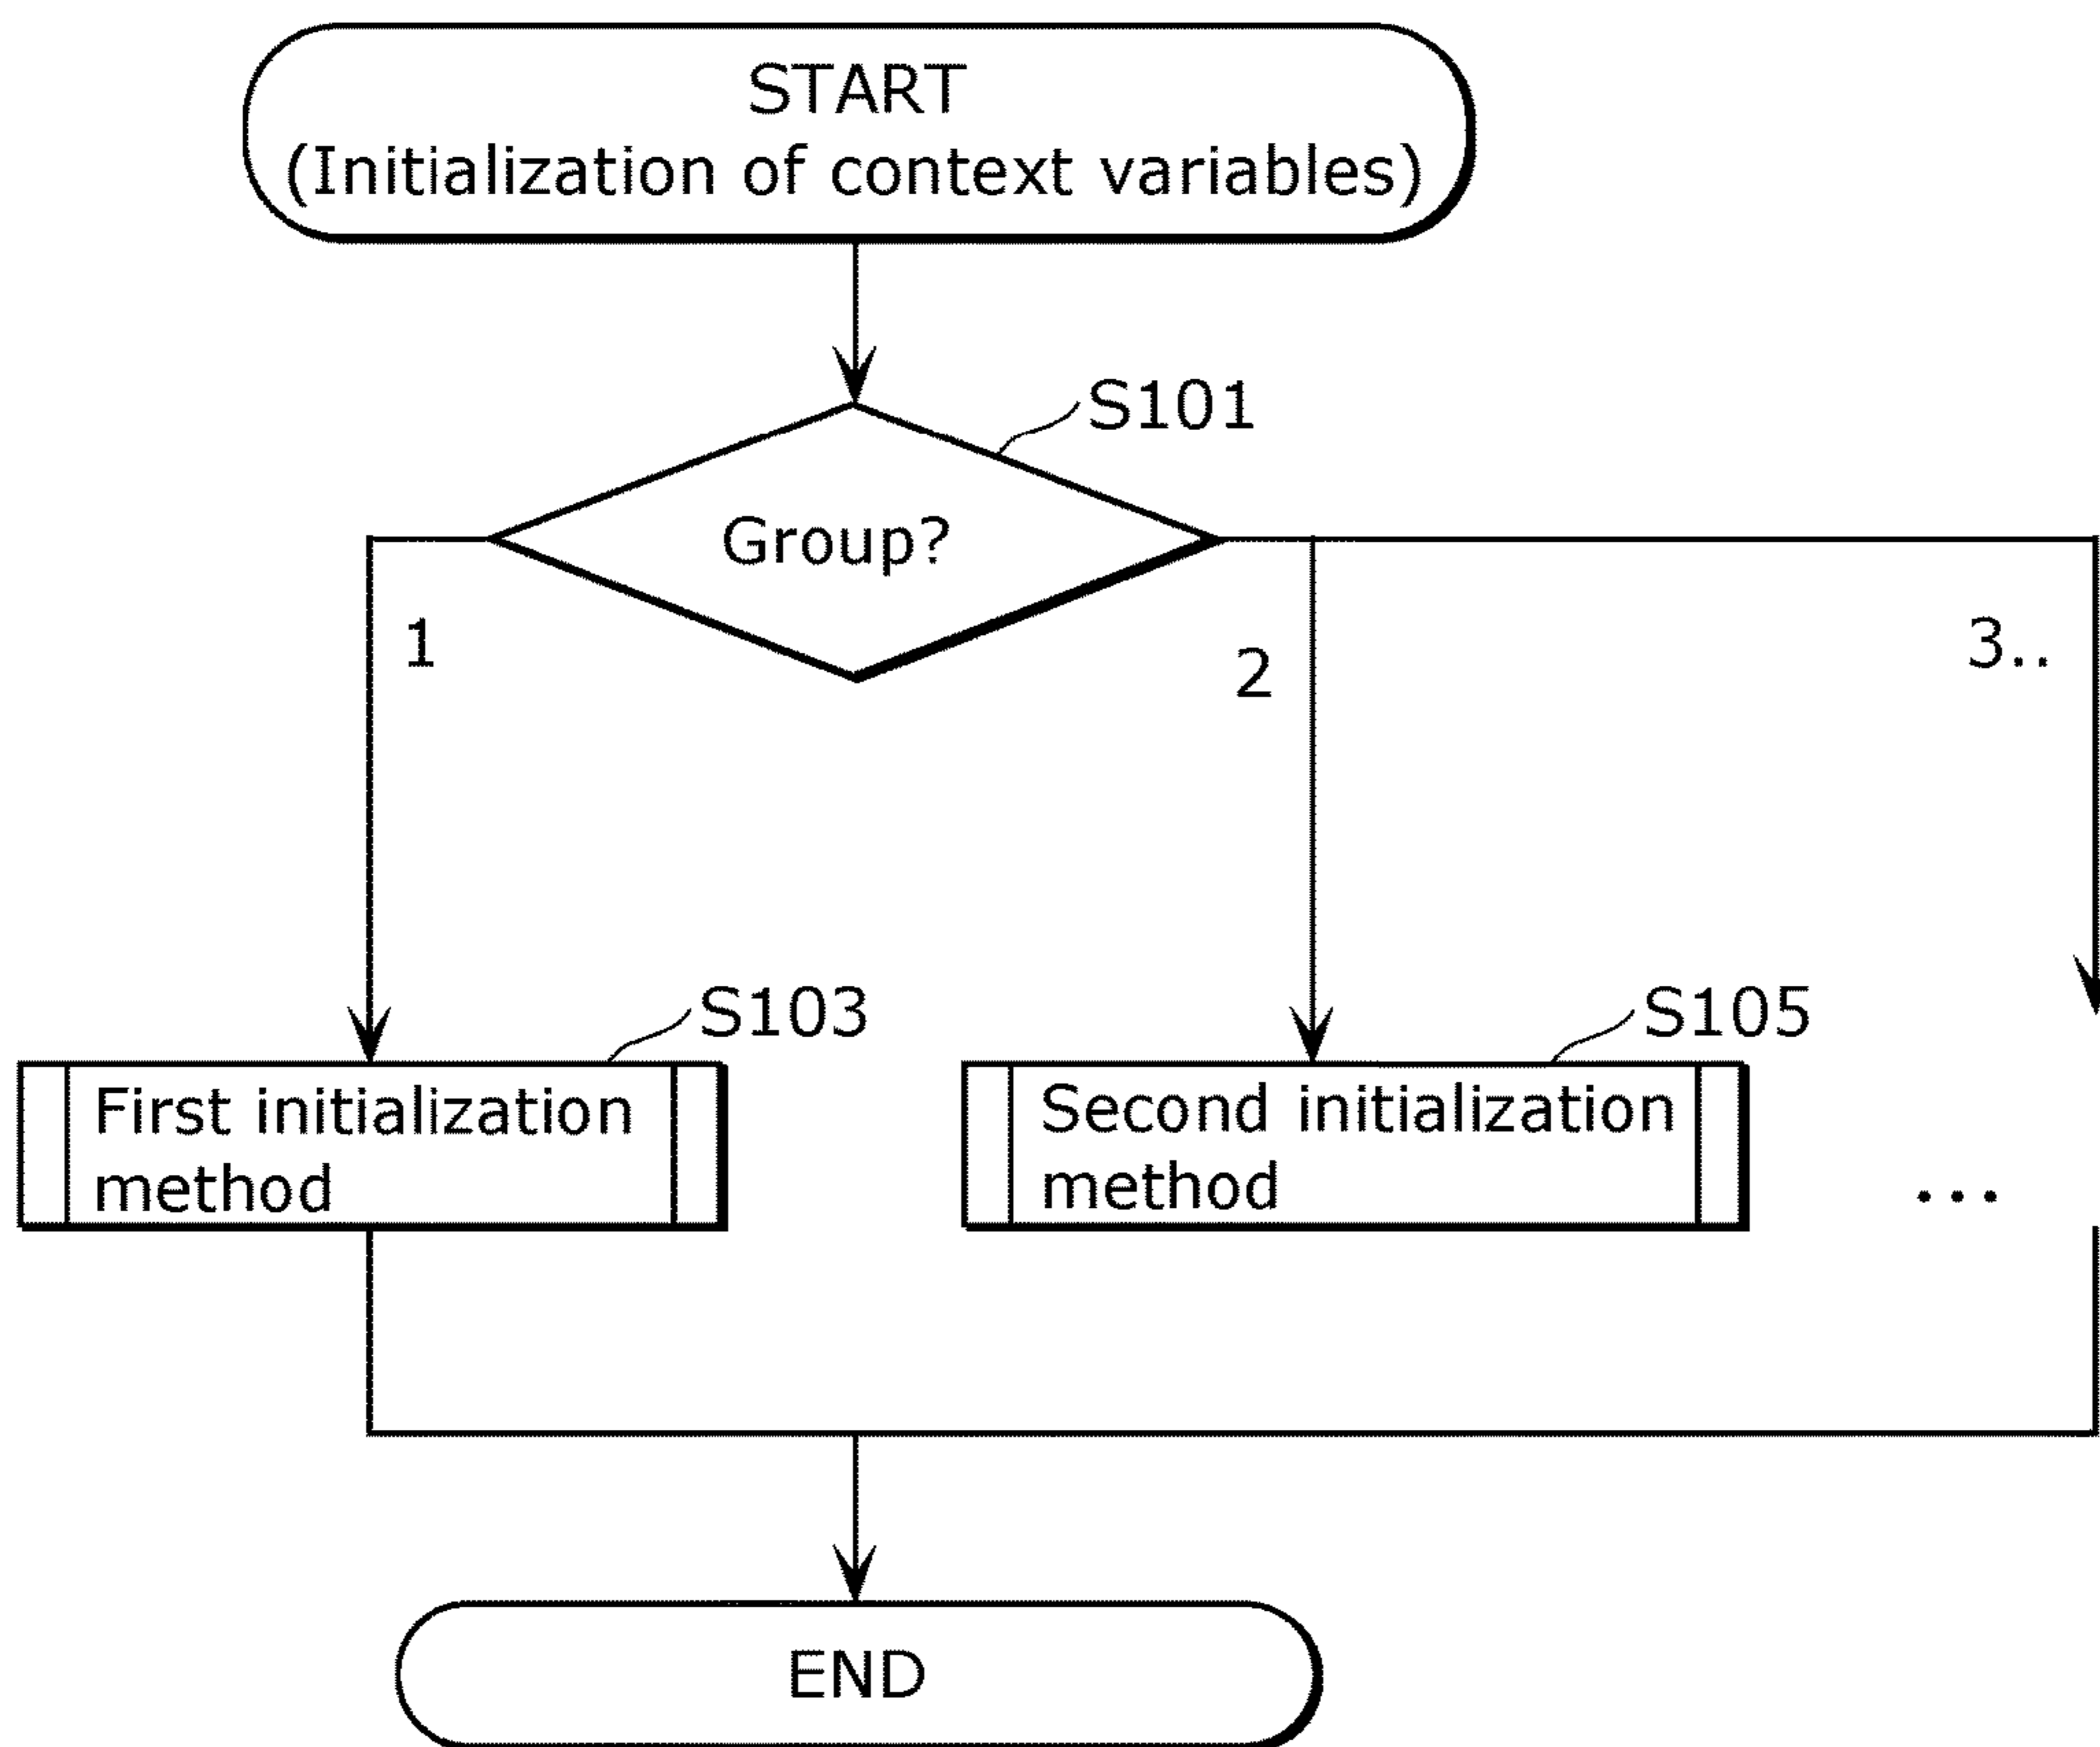 START
(Initialization of context variables)
S101
Group?
1
2
3..
S103
S105
First initialization
method
Second initialization
method
...
END